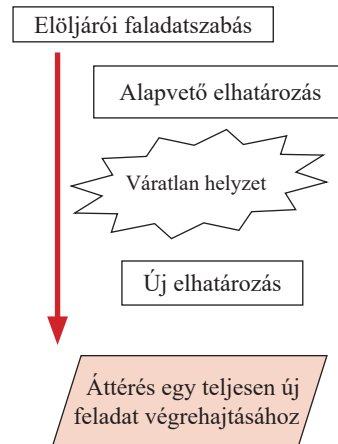 Elöljárói faladatszabás
Alapvető elhatározás
Váratlan helyzet
Új elhatározás
Áttérés egy teljesen új
feladat végrehajtásához